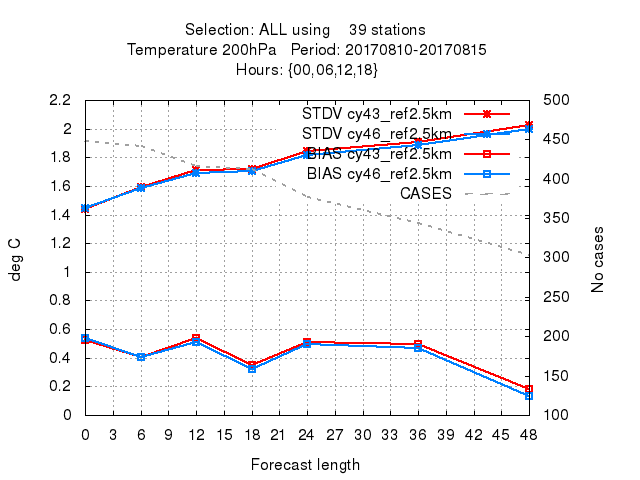 Selection: ALL using 39 stations
Temperature 200hPa Period: 20170810-20170815
Hours: {00,06,12,18}
2.2 500
STDV cy43_ref2.5km
2 450
STDV cy46_ref2.5km
1.8 400
BIAS cy43_ref2.5km
1.6 350
BIAS cy46_ref2.5km
1.4 300
CASES
1.2 250
1 200
0.8 150
0.6 100
0.4
0.2
0
deg C
No cases
0 3 6 9 12 15 18 21 24 27 30 33 36 39 42 45 48
Forecast length